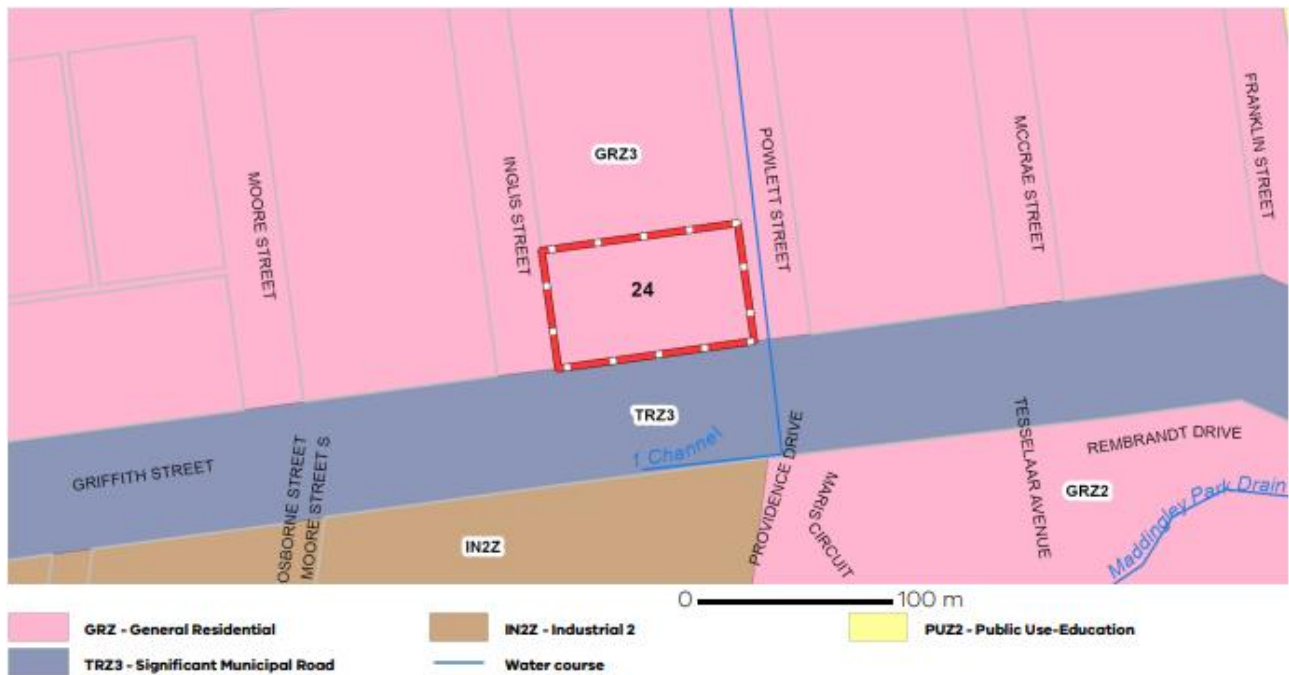 FRANKLIN STREET
MCCRAE STREET
POWLETT STREET
GRZ3
INGLIS STREET
MOORE STREET
24
TRZ3
GRIFFITH STREET
1 Channel
OSBORNE STREET
MOORE STREET S
PROVIDENCE DRIVE
MARIS CIRCUIT
TESSELAAR AVENUE
REMBRANDT DRIVE
GRZ2
Maddingley Park Drain
IN2Z
0 100 m
GRZ - General Residential
IN2Z - Industrial 2
PUZ2 - Public Use-Education
TRZ3 - Significant Municipal Road
Water course